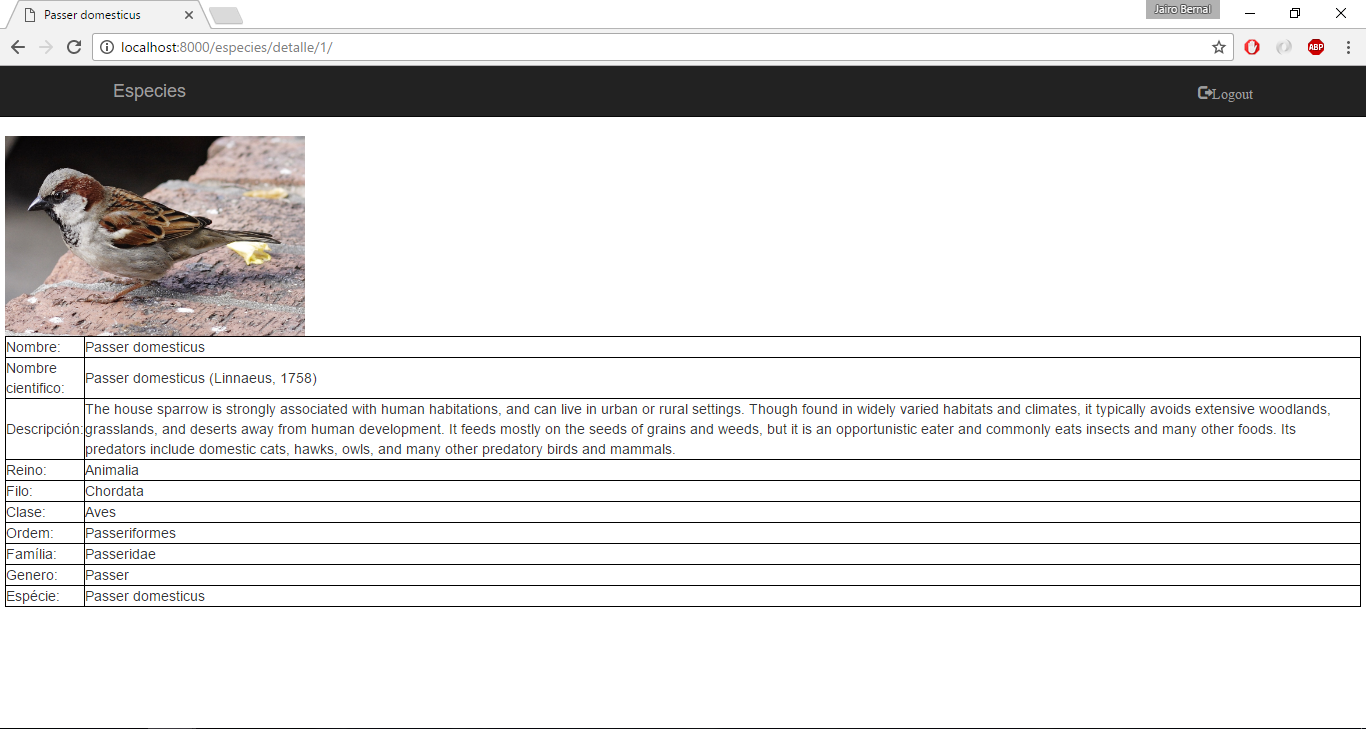 Passer domesticus
Jairo Bernal
localhost:8000/especies/detalle/1/
ABP
Especies
Logout
Nombre:
Passer domesticus
Nombre
cientifico:
Passer domesticus (Linnaeus, 1758)
Descripción:
The house sparrow is strongly associated with human habitations, and can live in urban or rural settings. Though found in widely varied habitats and climates, it typically avoids extensive woodlands,
grasslands, and deserts away from human development. It feeds mostly on the seeds of grains and weeds, but it is an opportunistic eater and commonly eats insects and many other foods. Its
predators include domestic cats, hawks, owls, and many other predatory birds and mammals.
Reino:
Animalia
Filo:
Chordata
Clase:
Aves
Ordem:
Passeriformes
Família:
Passeridae
Genero:
Passer
Espécie:
Passer domesticus